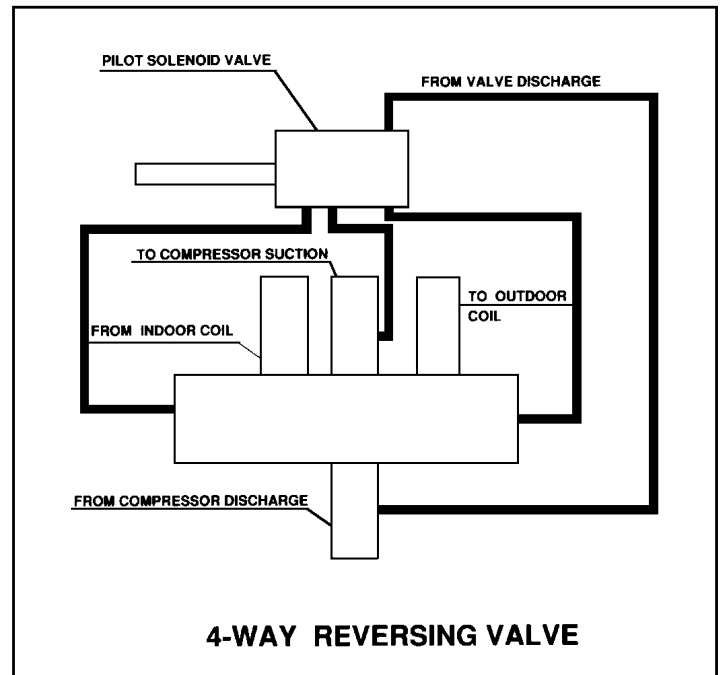 PILOT SOLENOID VALVE
FROM VALVE DISCHARGE
TO COMPRESSOR SUCTION
TO OUTDOOR
COIL
FROM INDOOR COIL
FROM COMPRESSOR DISCHARGE
4-WAY REVERSING VALVE